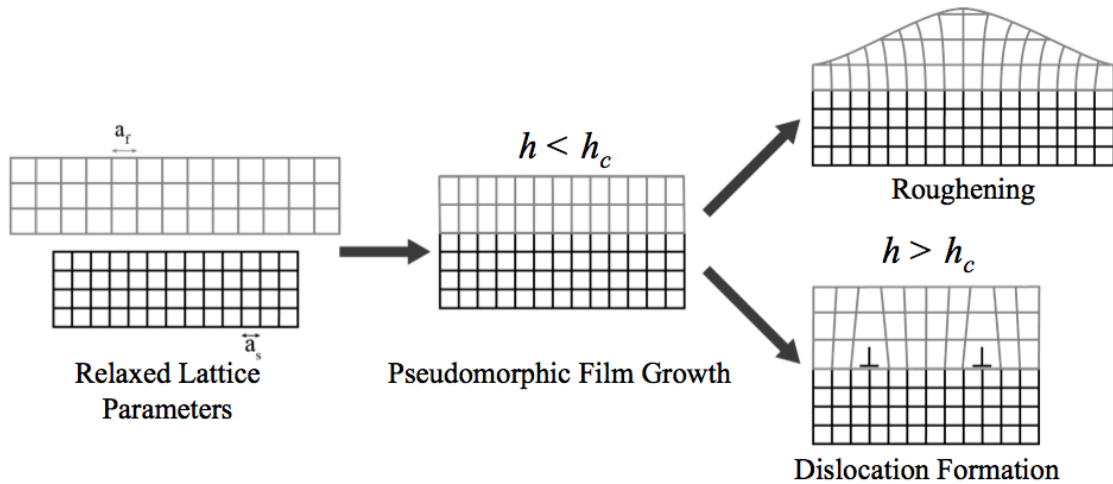 a_f
a_s
Relaxed Lattice
Parameters
h < h_c
Pseudomorphic Film Growth
Roughening
h > h_c
Dislocation Formation